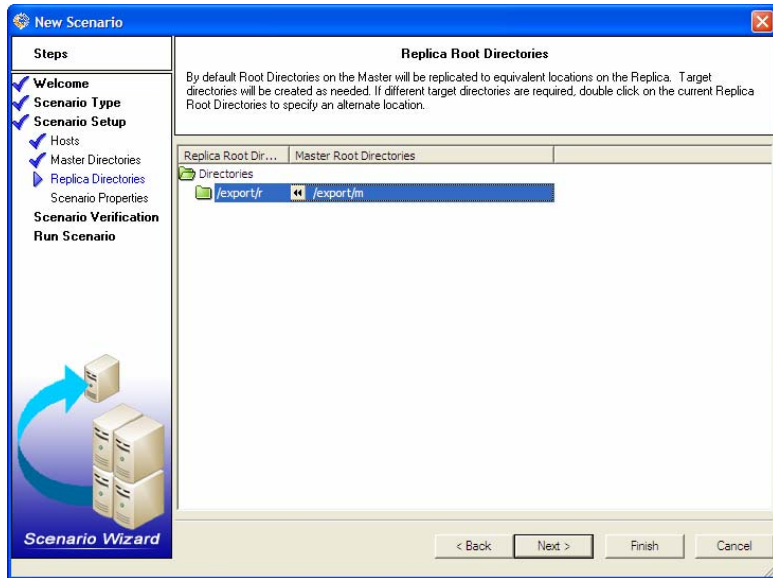 New Scenario
Steps
Welcome
Scenario Type
Scenario Setup
Hosts
Master Directories
Replica Directories
Scenario Properties
Scenario Verification
Run Scenario
Scenario Wizard
Replica Root Directories
By default Root Directories on the Master will be replicated to equivalent locations on the Replica. Target
directories will be created as needed. If different target directories are required, double click on the current Replica
Root Directories to specify an alternate location.
Replica Root Dir... Master Root Directories
Directories
/export/r /export/m
< Back Next > Finish Cancel